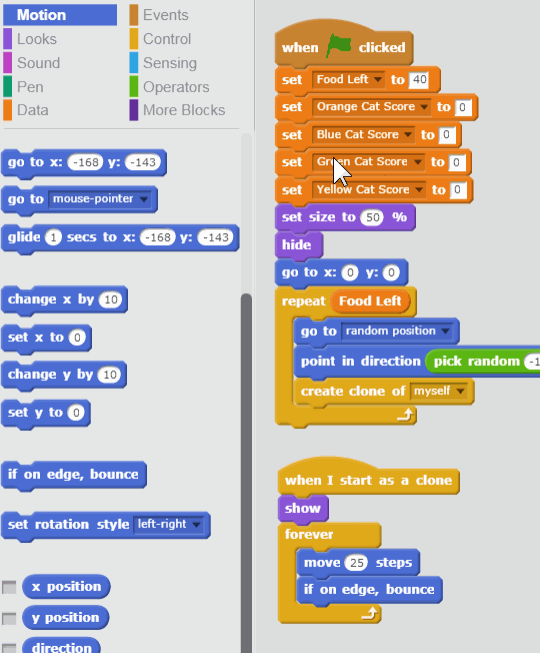 Motion
Looks
Sound
Pen
Data
Events
Control
Sensing
Operators
More Blocks
go to x: -168 y: -143
go to mouse-pointer
glide 1 secs to x: -168 y: -143
change x by 10
set x to 0
change y by 10
set y to 0
if on edge, bounce
set rotation style left-right
x position
y position
direction
when clicked
set Food Left to 40
set Orange Cat Score to 0
set Blue Cat Score to 0
set Green Cat Score to 0
set Yellow Cat Score to 0
set size to 50 %
hide
go to x: 0 y: 0
repeat Food Left
go to random position
point in direction pick random -1
create clone of myself
when I start as a clone
show
forever
move 25 steps
if on edge, bounce